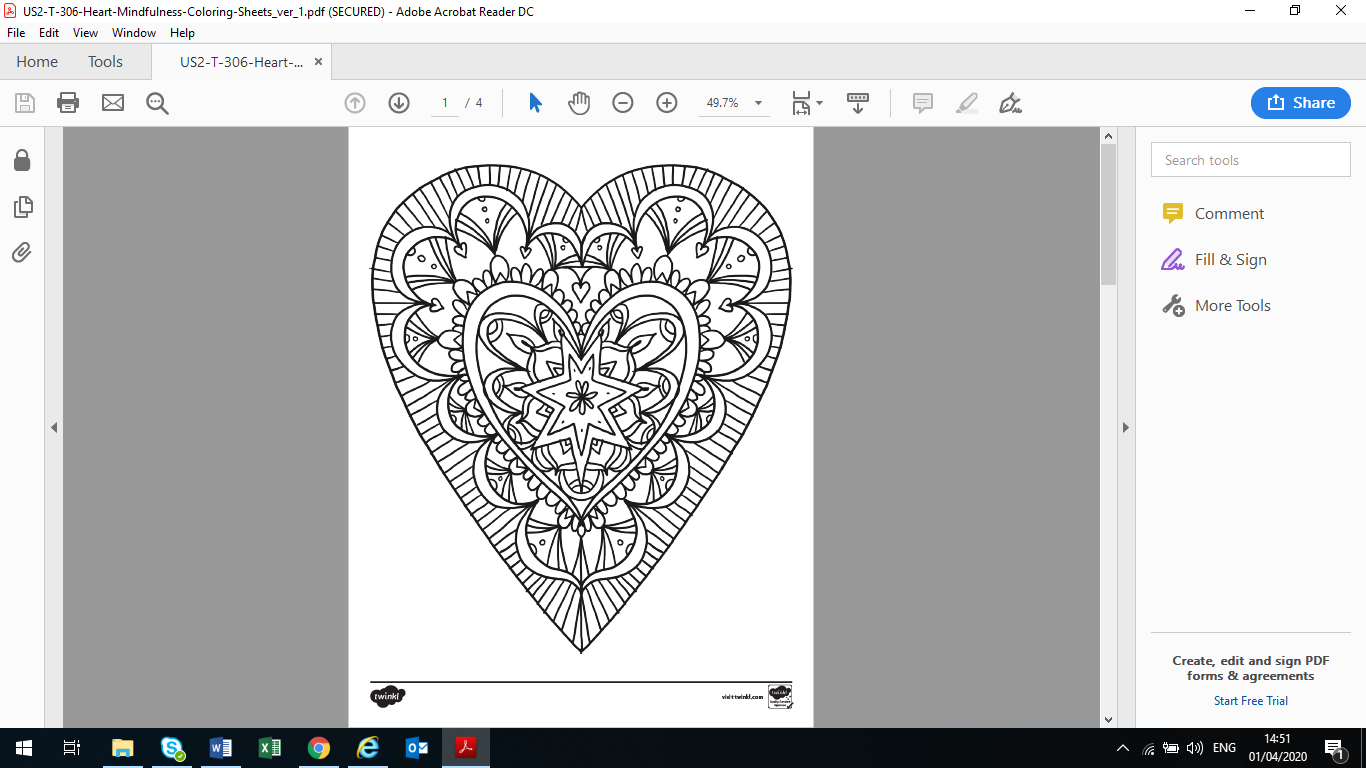 US2-T-306-Heart-Mindfulness-Coloring-Sheets_ver_1.pdf (SECURED) - Adobe Acrobat Reader DC
File Edit View Window Help
Home Tools US2-T-306-Heart-... ×
1 / 4 49.7% Share
Search tools
Comment
Fill & Sign
More Tools
twinkl
visit twinkl.com
twinkl
Create, edit and sign PDF
forms & agreements
Start Free Trial
ENG
14:51
01/04/2020
1